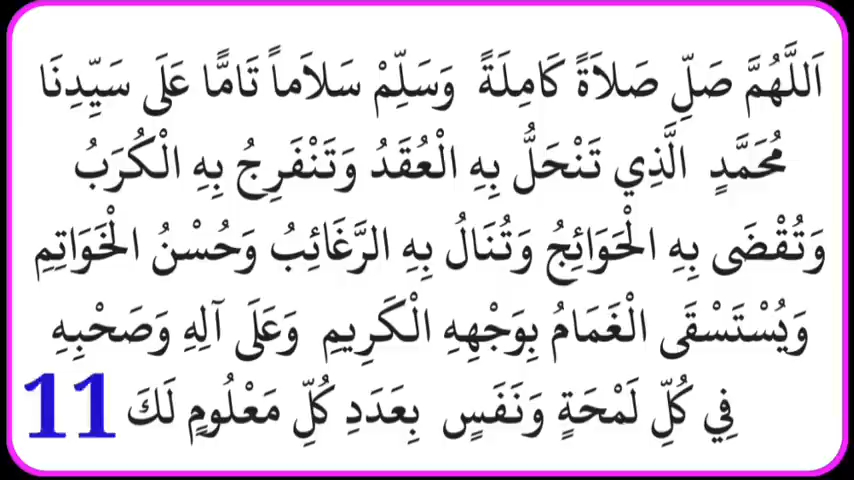 اَللَّهُمَّ صَلِّ صَلاَةً كَامِلَةً وَسَلِّمْ سَلاَماً تَامًّا عَلَى سَيِّدِنَا
مُحَمَّدٍ الَّذِي تَنْحَلُّ بِهِ الْعُقَدُ وَتَنْفَرِجُ بِهِ الْكُرَبُ
وَتُقْضَى بِهِ الْحَوَائِجُ وَتُنَالُ بِهِ الرَّغَائِبُ وَحُسْنُ الْخَوَاتِمِ
وَيُسْتَسْقَى الْغَمَامُ بِوَجْهِهِ الْكَرِيمِ وَعَلَى آلِهِ وَصَحْبِهِ
فِي كُلِّ لَمْحَةٍ وَنَفَسٍ بِعَدَدِ كُلِّ مَعْلُومٍ لَكَ
11